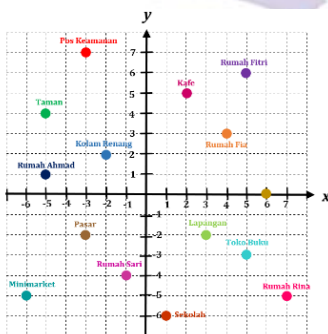 y
Pos Keamanan
7
Rumah Fitri
6
Kafe
5
Taman
4
3
Rumah Fia
Kolam Renang
2
Rumah Ahmad
1
x
-6 -5 -4 -3 -2 -1 1 2 3 4 5 6 7
-1
Pasar
Lapangan
-2
Toko Buku
-3
Rumah Sari
-4
Minimarket
Rumah Rina
-5
-6
Sekolah